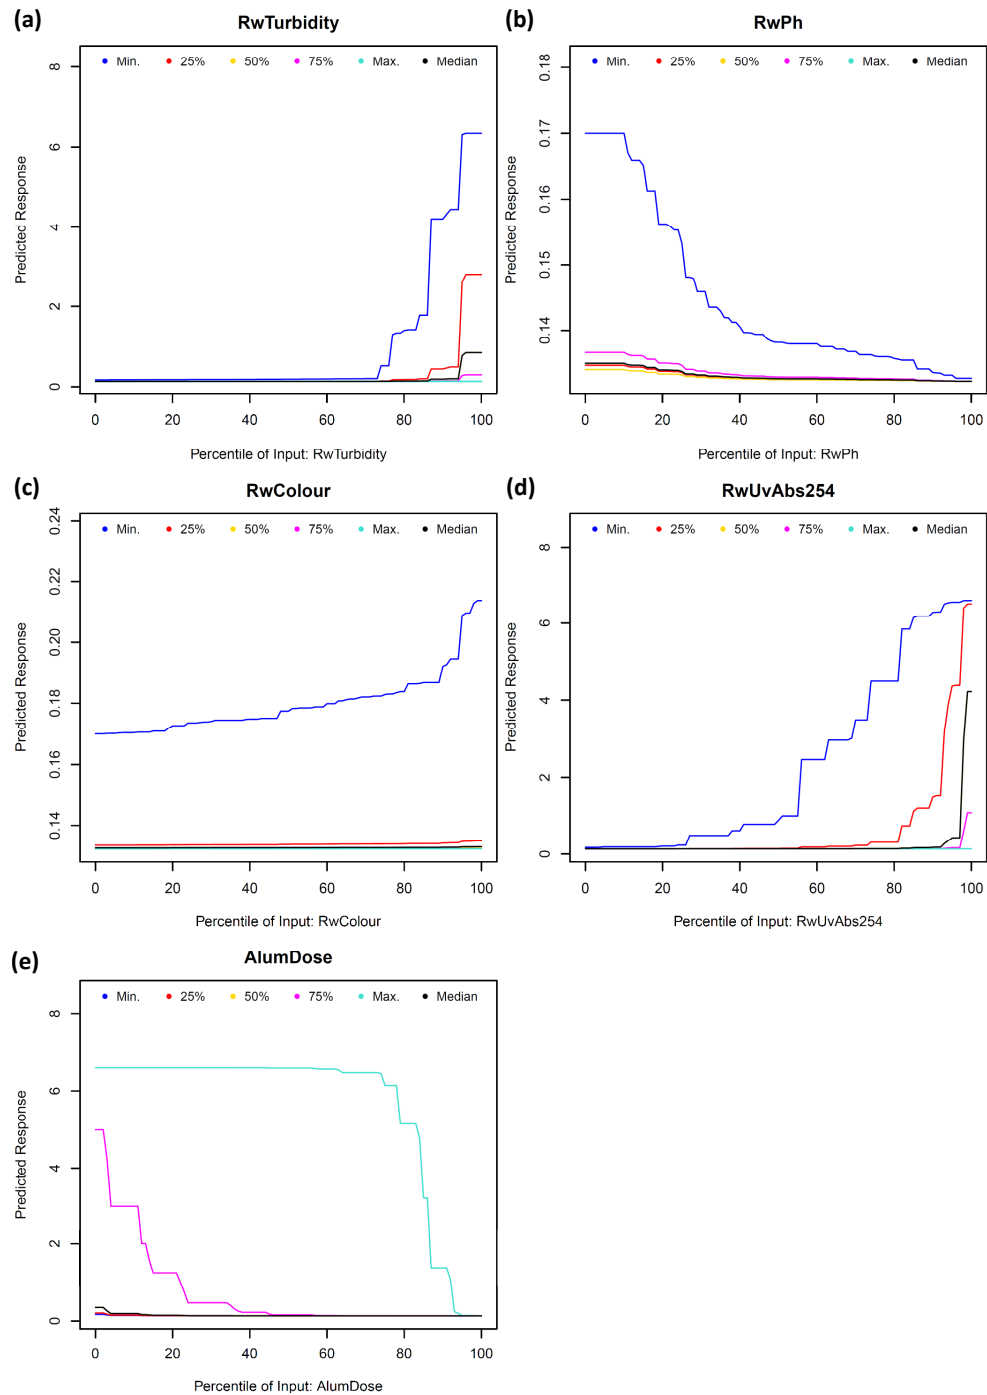 (a)
RwTurbidity
Min. 25% 50% 75% Max. Median
8
6
4
2
0
Predicted Response
0 20 40 60 80 100
Percentile of Input: RwTurbidity
(b)
RwPh
Min. 25% 50% 75% Max. Median
0.18
0.17
0.16
0.15
0.14
Predicted Response
0 20 40 60 80 100
Percentile of Input: RwPh
(c)
RwColour
Min. 25% 50% 75% Max. Median
0.24
0.22
0.20
0.18
0.16
0.14
Predicted Response
0 20 40 60 80 100
Percentile of Input: RwColour
(d)
RwUvAbs254
Min. 25% 50% 75% Max. Median
8
6
4
2
0
Predicted Response
0 20 40 60 80 100
Percentile of Input: RwUvAbs254
(e)
AlumDose
Min. 25% 50% 75% Max. Median
8
6
4
2
0
Predicted Response
0 20 40 60 80 100
Percentile of Input: AlumDose